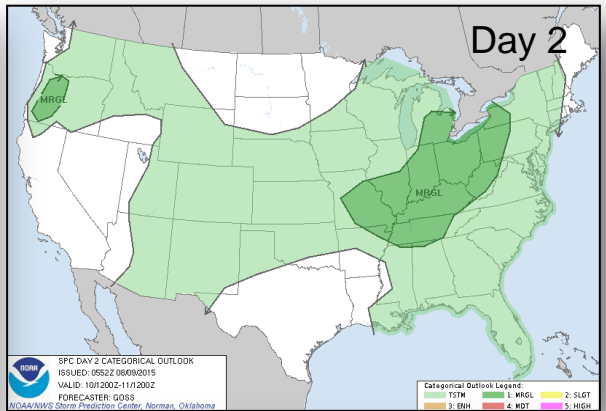 Day 2
MRGL
MRGL
NOAA
SPC DAY 2 CATEGORICAL OUTLOOK
ISSUED: 0552Z 08/09/2015
VALID: 10/1200Z-11/1200Z
FORECASTER: GOSS
NOAA/NWS Storm Prediction Center, Norman, Oklahoma
Categorical Outlook Legend:
TSTM 1: MRGL 2: SLGT
3: ENH 4: MDT 5: HIGH